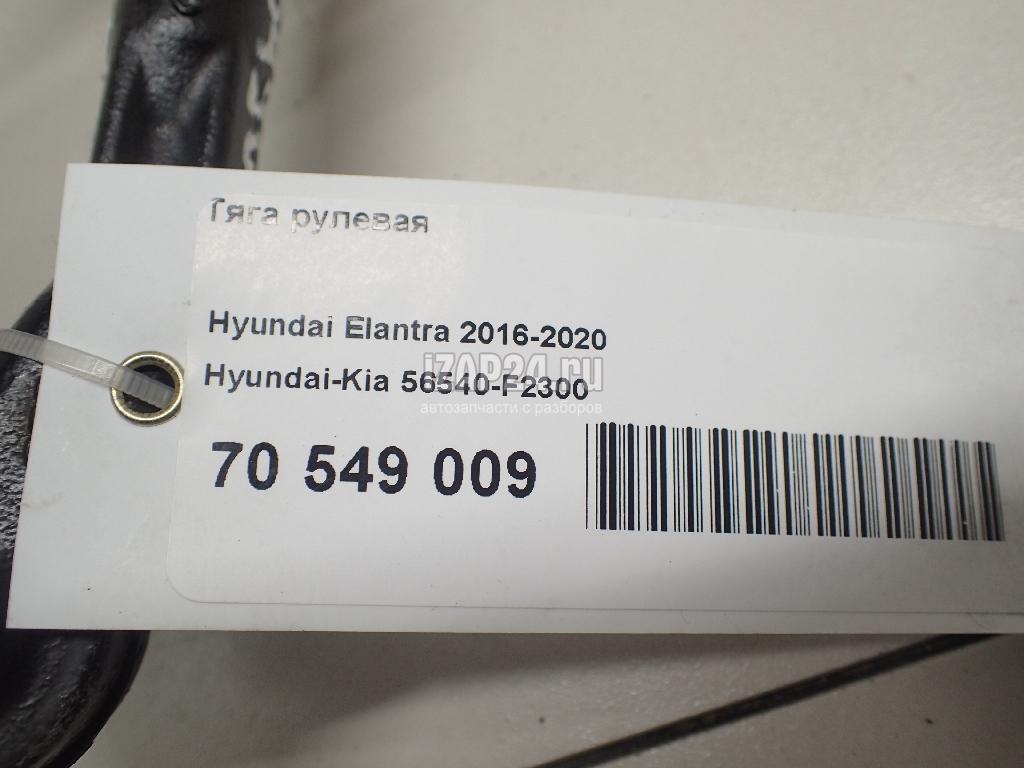 Тяга рулевая
Hyundai Elantra 2016-2020
iZAP24.ru
Hyundai-Kia 56540-F2300
автозапчасти с разборов
70 549 009